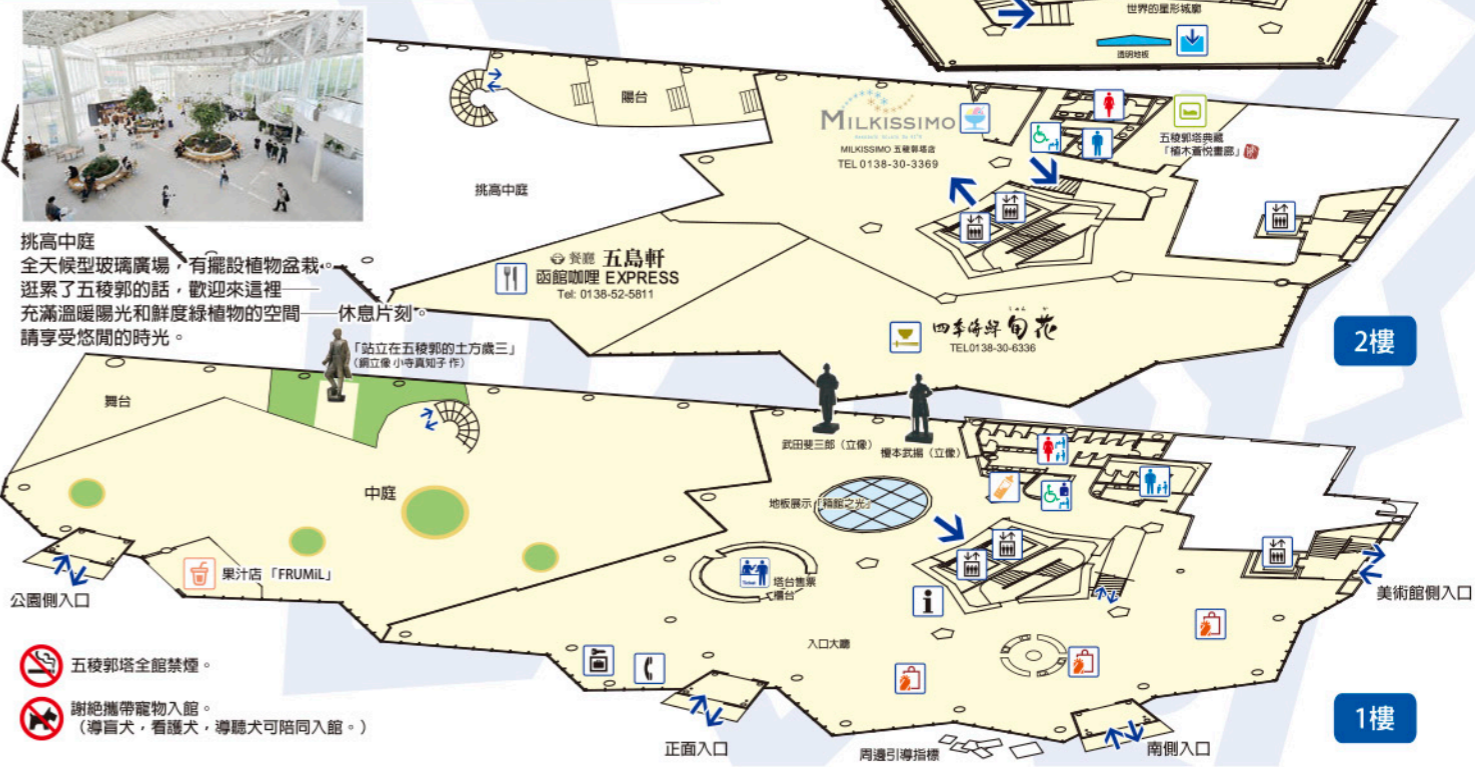 世界的星形城廓
透明地板
陽台
MILKISSIMO
MILKISSIMO 五稜郭塔店
TEL 0138-30-3369
五稜郭塔典藏
「植木蒼悦畫廊」
挑高中庭
挑高中庭
全天候型玻璃廣場，有擺設植物盆栽。
逛累了五稜郭的話，歡迎來這裡——
充滿溫暖陽光和鮮度綠植物的空間——休息片刻。
請享受悠閒的時光。
餐廳 五島軒
函館咖哩 EXPRESS
Tel: 0138-52-5811
四季海鮮 旬花
TEL0138-30-6336
2樓
「站立在五稜郭的土方歲三」
（銅立像 小寺真知子 作）
舞台
武田斐三郎（立像）
榎本武揚（立像）
中庭
地板展示「箱館之光」
果汁店 「FRUMiL」
Ticket
塔台售票
櫃台
i
公園側入口
美術館側入口
入口大廳
五稜郭塔全館禁煙。
謝絕攜帶寵物入館。
（導盲犬，看護犬，導聽犬可陪同入館。）
1樓
正面入口
周邊引導指標
南側入口